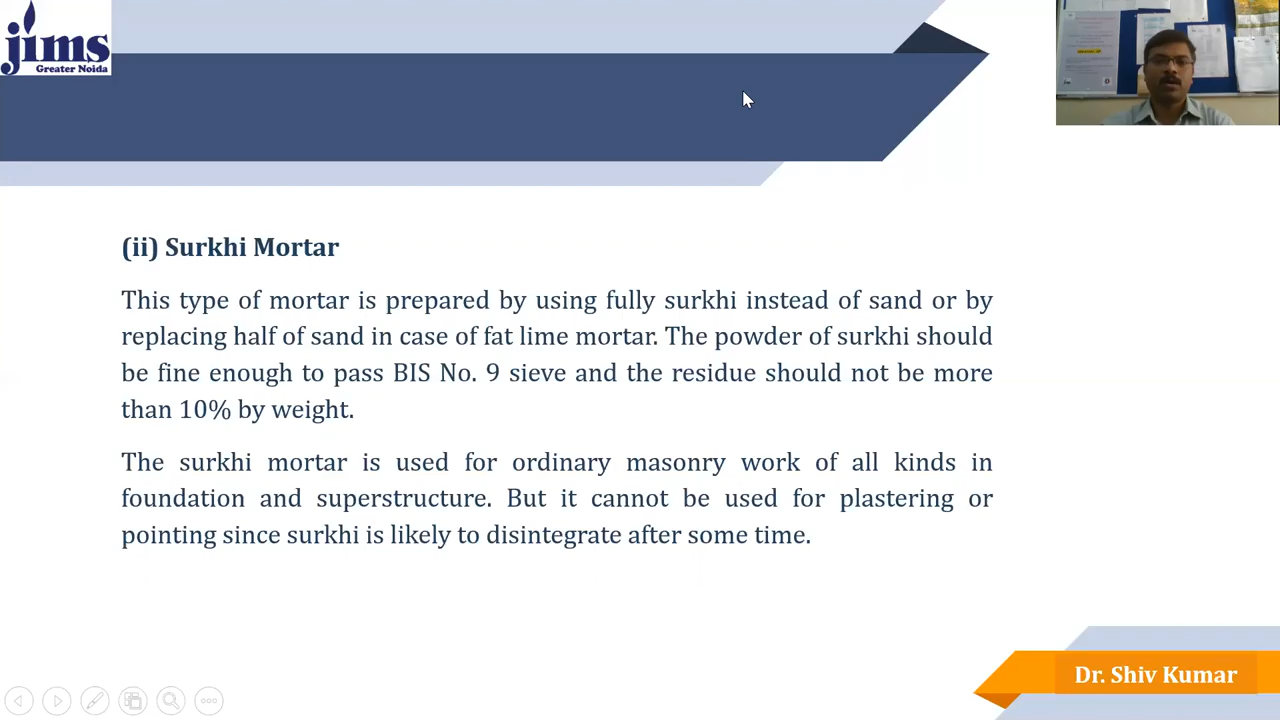 jims
Greater Noida
(ii) Surkhi Mortar
This type of mortar is prepared by using fully surkhi instead of sand or by
replacing half of sand in case of fat lime mortar. The powder of surkhi should
be fine enough to pass BIS No. 9 sieve and the residue should not be more
than 10% by weight.
The surkhi mortar is used for ordinary masonry work of all kinds in
foundation and superstructure. But it cannot be used for plastering or
pointing since surkhi is likely to disintegrate after some time.
Dr. Shiv Kumar